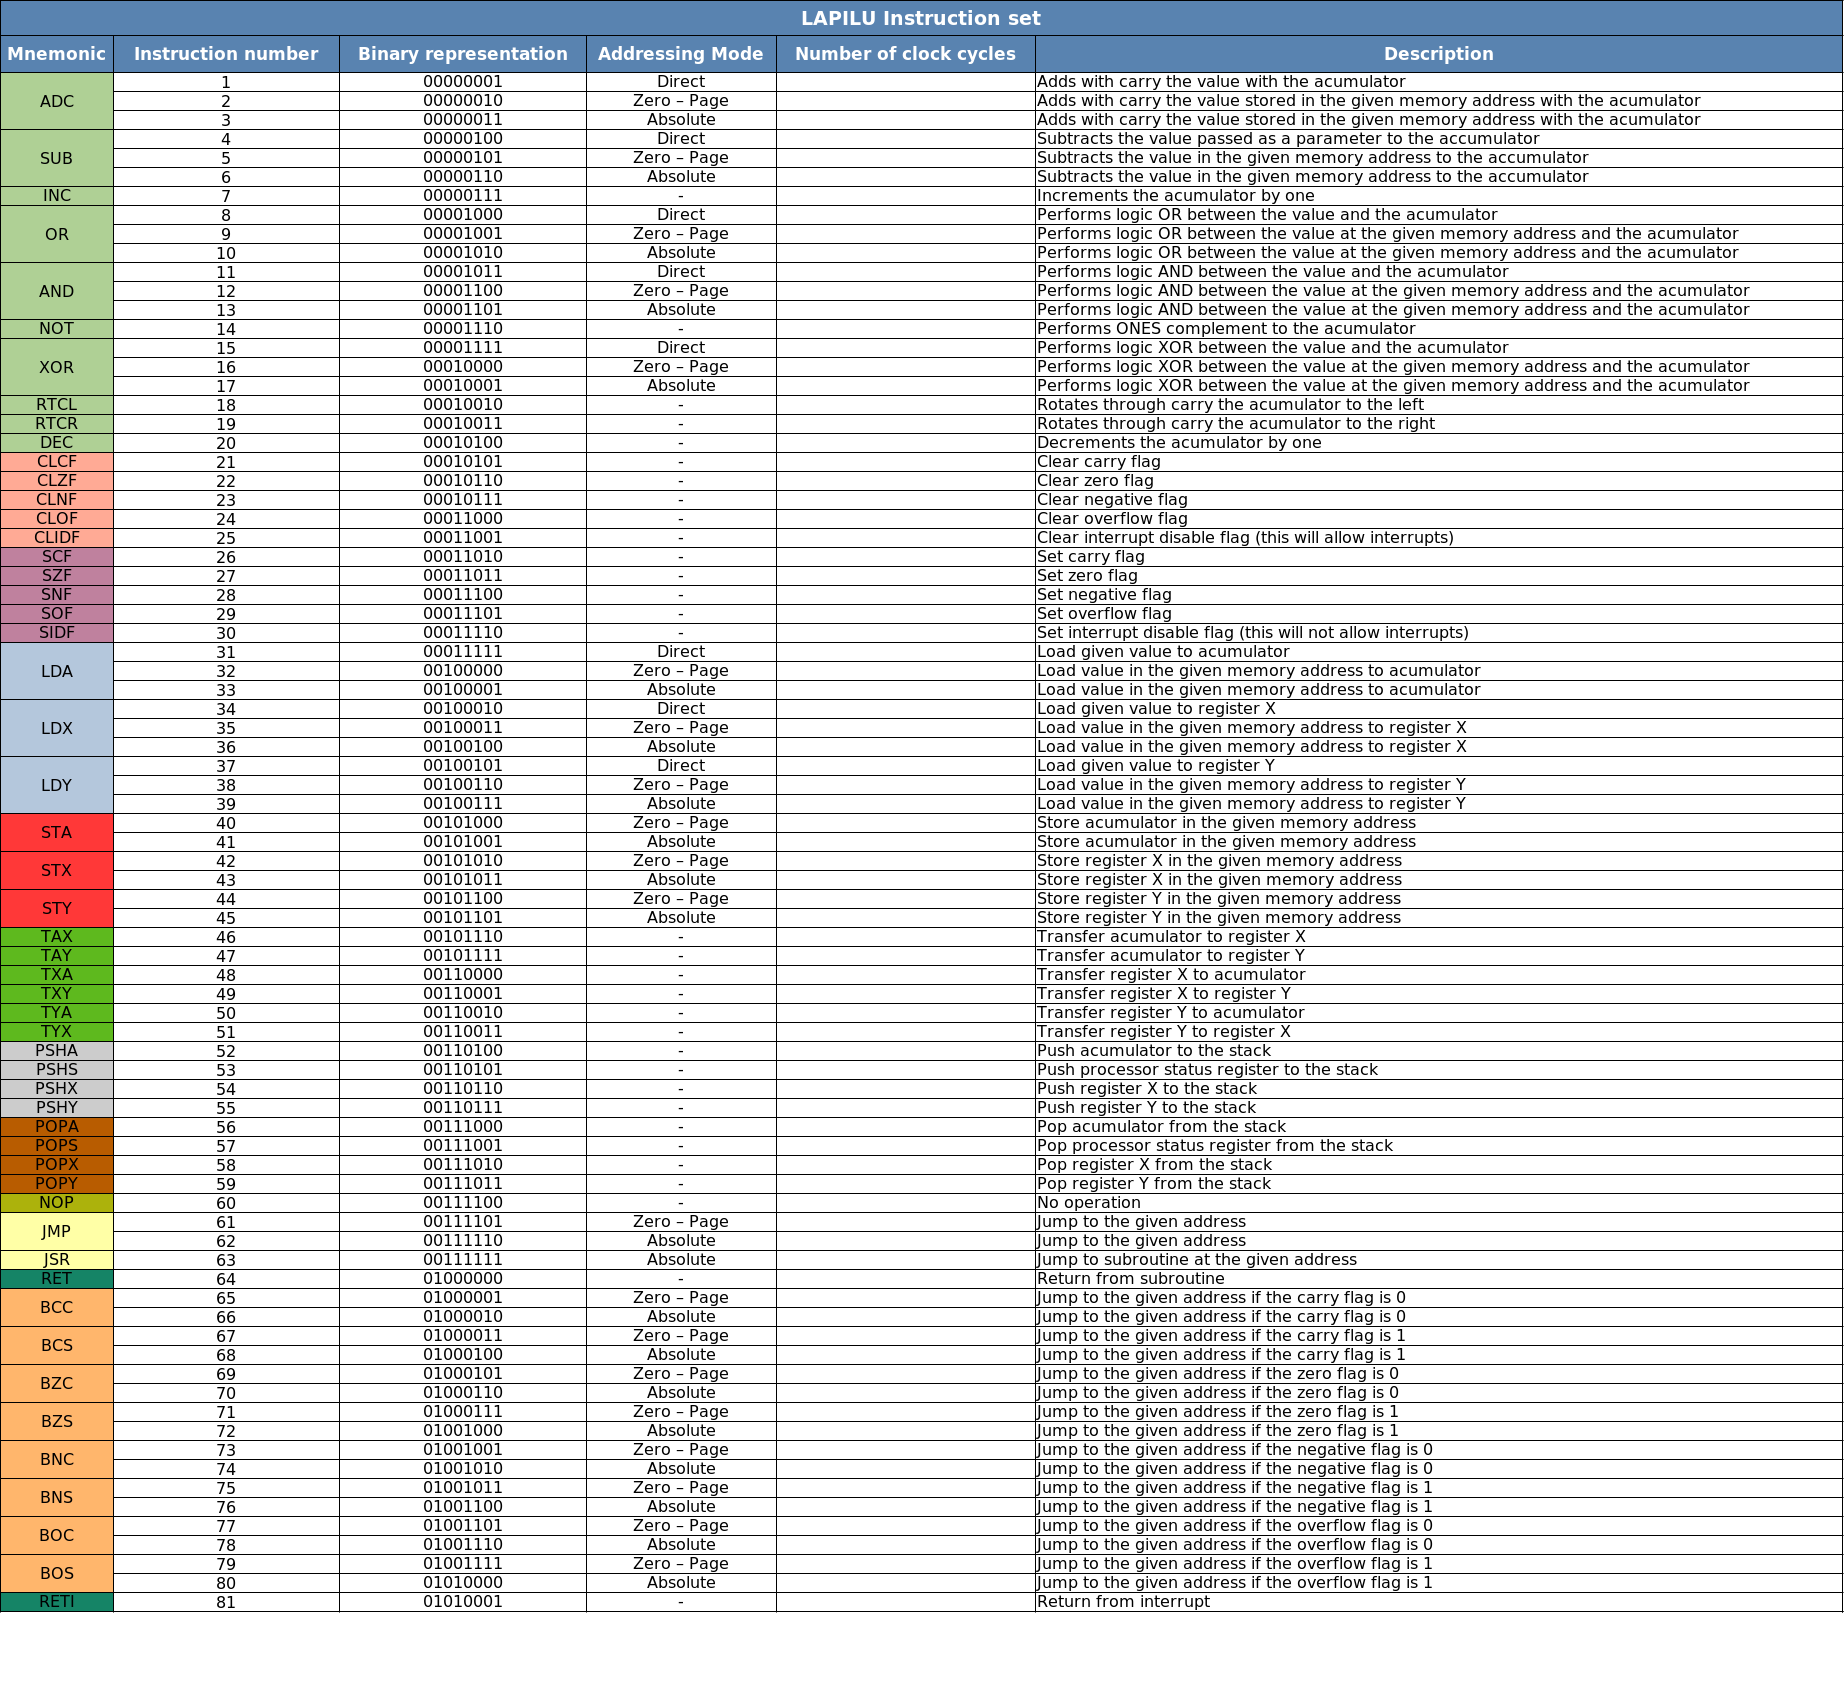 LAPILU Instruction set
Mnemonic Instruction number Binary representation Addressing Mode Number of clock cycles Description
ADC 1 00000001 Direct Adds with carry the value with the acumulator
2 00000010 Zero – Page Adds with carry the value stored in the given memory address with the acumulator
3 00000011 Absolute Adds with carry the value stored in the given memory address with the acumulator
SUB 4 00000100 Direct Subtracts the value passed as a parameter to the accumulator
5 00000101 Zero – Page Subtracts the value in the given memory address to the accumulator
6 00000110 Absolute Subtracts the value in the given memory address to the accumulator
INC 7 00000111 - Increments the acumulator by one
OR 8 00001000 Direct Performs logic OR between the value and the acumulator
9 00001001 Zero – Page Performs logic OR between the value at the given memory address and the acumulator
10 00001010 Absolute Performs logic OR between the value at the given memory address and the acumulator
AND 11 00001011 Direct Performs logic AND between the value and the acumulator
12 00001100 Zero – Page Performs logic AND between the value at the given memory address and the acumulator
13 00001101 Absolute Performs logic AND between the value at the given memory address and the acumulator
NOT 14 00001110 - Performs ONES complement to the acumulator
XOR 15 00001111 Direct Performs logic XOR between the value and the acumulator
16 00010000 Zero – Page Performs logic XOR between the value at the given memory address and the acumulator
17 00010001 Absolute Performs logic XOR between the value at the given memory address and the acumulator
RTCL 18 00010010 - Rotates through carry the acumulator to the left
RTCR 19 00010011 - Rotates through carry the acumulator to the right
DEC 20 00010100 - Decrements the acumulator by one
CLCF 21 00010101 - Clear carry flag
CLZF 22 00010110 - Clear zero flag
CLNF 23 00010111 - Clear negative flag
CLOF 24 00011000 - Clear overflow flag
CLIDF 25 00011001 - Clear interrupt disable flag (this will allow interrupts)
SCF 26 00011010 - Set carry flag
SZF 27 00011011 - Set zero flag
SNF 28 00011100 - Set negative flag
SOF 29 00011101 - Set overflow flag
SIDF 30 00011110 - Set interrupt disable flag (this will not allow interrupts)
LDA 31 00011111 Direct Load given value to acumulator
32 00100000 Zero – Page Load value in the given memory address to acumulator
33 00100001 Absolute Load value in the given memory address to acumulator
LDX 34 00100010 Direct Load given value to register X
35 00100011 Zero – Page Load value in the given memory address to register X
36 00100100 Absolute Load value in the given memory address to register X
LDY 37 00100101 Direct Load given value to register Y
38 00100110 Zero – Page Load value in the given memory address to register Y
39 00100111 Absolute Load value in the given memory address to register Y
STA 40 00101000 Zero – Page Store acumulator in the given memory address
41 00101001 Absolute Store acumulator in the given memory address
STX 42 00101010 Zero – Page Store register X in the given memory address
43 00101011 Absolute Store register X in the given memory address
STY 44 00101100 Zero – Page Store register Y in the given memory address
45 00101101 Absolute Store register Y in the given memory address
TAX 46 00101110 - Transfer acumulator to register X
TAY 47 00101111 - Transfer acumulator to register Y
TXA 48 00110000 - Transfer register X to acumulator
TXY 49 00110001 - Transfer register X to register Y
TYA 50 00110010 - Transfer register Y to acumulator
TYX 51 00110011 - Transfer register Y to register X
PSHA 52 00110100 - Push acumulator to the stack
PSHS 53 00110101 - Push processor status register to the stack
PSHX 54 00110110 - Push register X to the stack
PSHY 55 00110111 - Push register Y to the stack
POPA 56 00111000 - Pop acumulator from the stack
POPS 57 00111001 - Pop processor status register from the stack
POPX 58 00111010 - Pop register X from the stack
POPY 59 00111011 - Pop register Y from the stack
NOP 60 00111100 - No operation
JMP 61 00111101 Zero – Page Jump to the given address
62 00111110 Absolute Jump to the given address
JSR 63 00111111 Absolute Jump to subroutine at the given address
RET 64 01000000 - Return from subroutine
BCC 65 01000001 Zero – Page Jump to the given address if the carry flag is 0
66 01000010 Absolute Jump to the given address if the carry flag is 0
BCS 67 01000011 Zero – Page Jump to the given address if the carry flag is 1
68 01000100 Absolute Jump to the given address if the carry flag is 1
BZC 69 01000101 Zero – Page Jump to the given address if the zero flag is 0
70 01000110 Absolute Jump to the given address if the zero flag is 0
BZS 71 01000111 Zero – Page Jump to the given address if the zero flag is 1
72 01001000 Absolute Jump to the given address if the zero flag is 1
BNC 73 01001001 Zero – Page Jump to the given address if the negative flag is 0
74 01001010 Absolute Jump to the given address if the negative flag is 0
BNS 75 01001011 Zero – Page Jump to the given address if the negative flag is 1
76 01001100 Absolute Jump to the given address if the negative flag is 1
BOC 77 01001101 Zero – Page Jump to the given address if the overflow flag is 0
78 01001110 Absolute Jump to the given address if the overflow flag is 0
BOS 79 01001111 Zero – Page Jump to the given address if the overflow flag is 1
80 01010000 Absolute Jump to the given address if the overflow flag is 1
RETI 81 01010001 - Return from interrupt